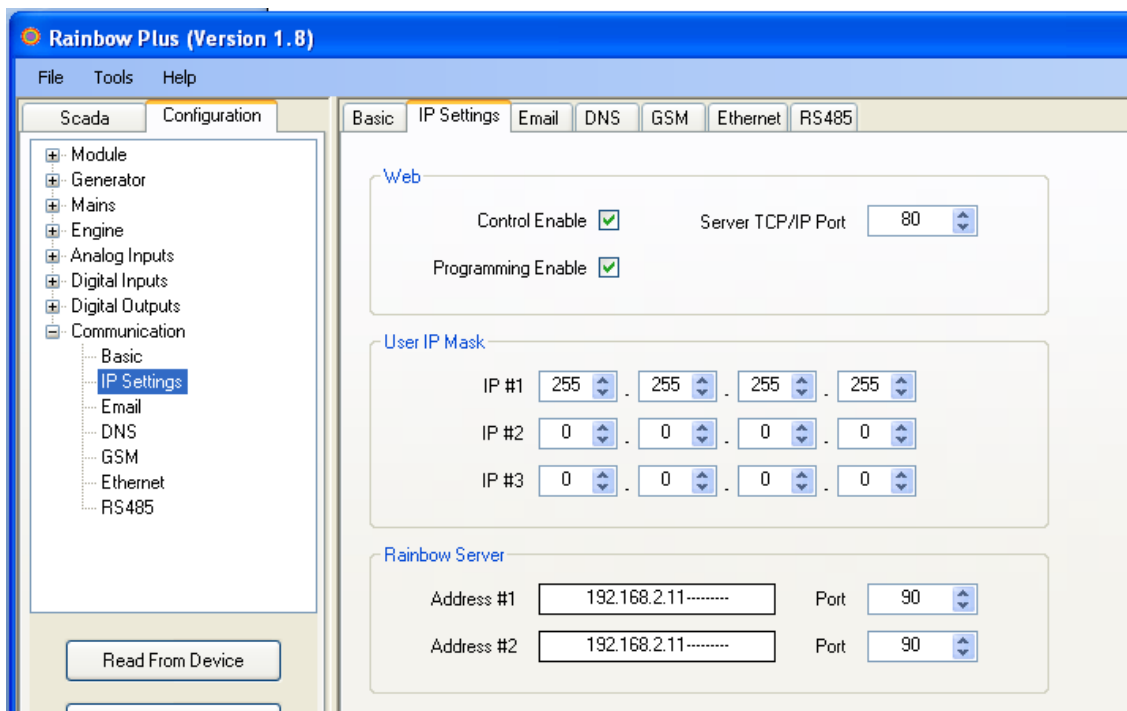 Rainbow Plus (Version 1.8)
File Tools Help
Scada Configuration
Module
Generator
Mains
Engine
Analog Inputs
Digital Inputs
Digital Outputs
Communication
Basic
IP Settings
Email
DNS
GSM
Ethernet
RS485
Read From Device
Basic IP Settings Email DNS GSM Ethernet RS485
Web
Control Enable Server TCP/IP Port 80
Programming Enable
User IP Mask
IP #1 255 . 255 . 255 . 255
IP #2 0 . 0 . 0 . 0
IP #3 0 . 0 . 0 . 0
Rainbow Server
Address #1 192.168.2.11-------- Port 90
Address #2 192.168.2.11-------- Port 90